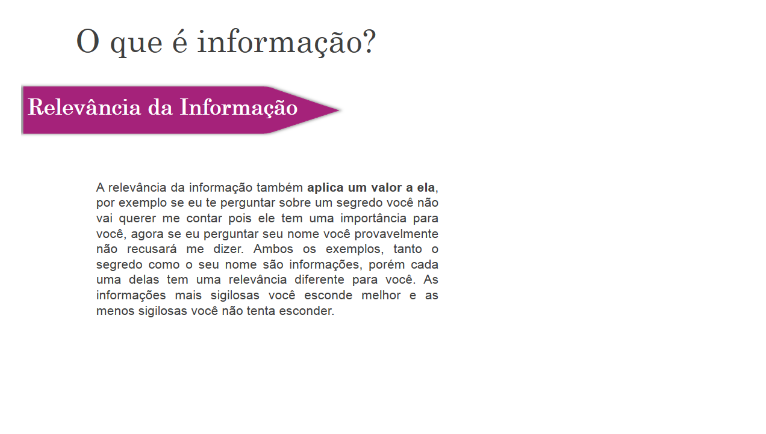 O que é informação?
Relevância da Informação
A relevância da informação também aplica um valor a ela,
por exemplo se eu te perguntar sobre um segredo você não
vai querer me contar pois ele tem uma importância para
você, agora se eu perguntar seu nome você provavelmente
não recusará me dizer. Ambos os exemplos, tanto o
segredo como o seu nome são informações, porém cada
uma delas tem uma relevância diferente para você. As
informações mais sigilosas você esconde melhor e as
menos sigilosas você não tenta esconder.